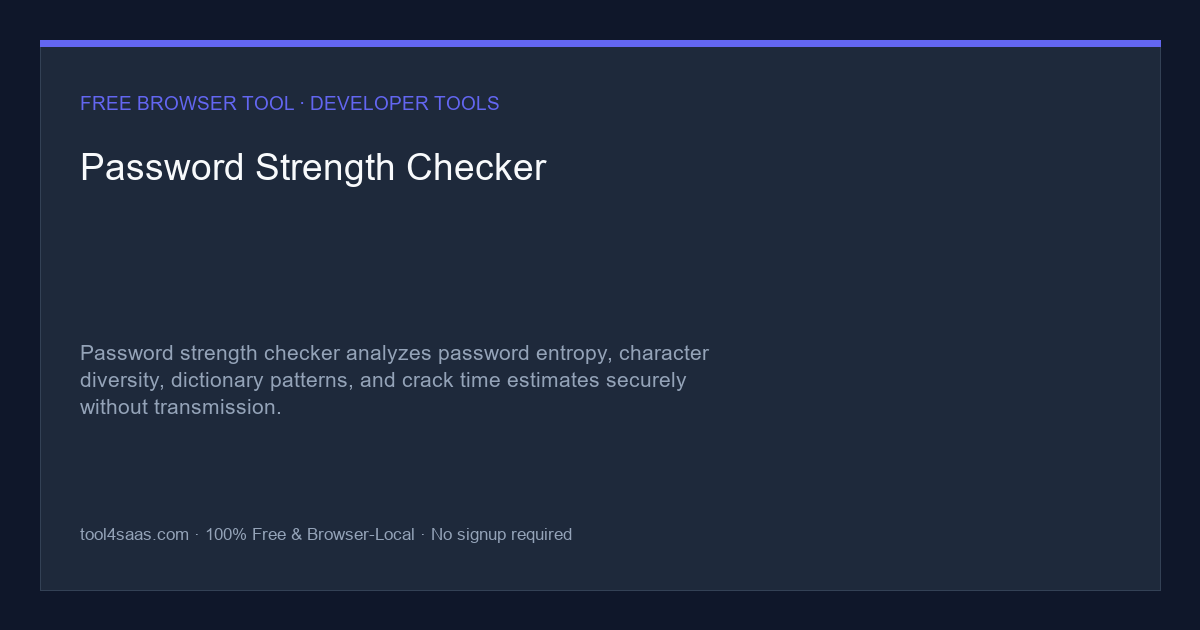 FREE BROWSER TOOL · DEVELOPER TOOLS
Password Strength Checker
Password strength checker analyzes password entropy, character
diversity, dictionary patterns, and crack time estimates securely
without transmission.
tool4saas.com · 100% Free & Browser-Local · No signup required